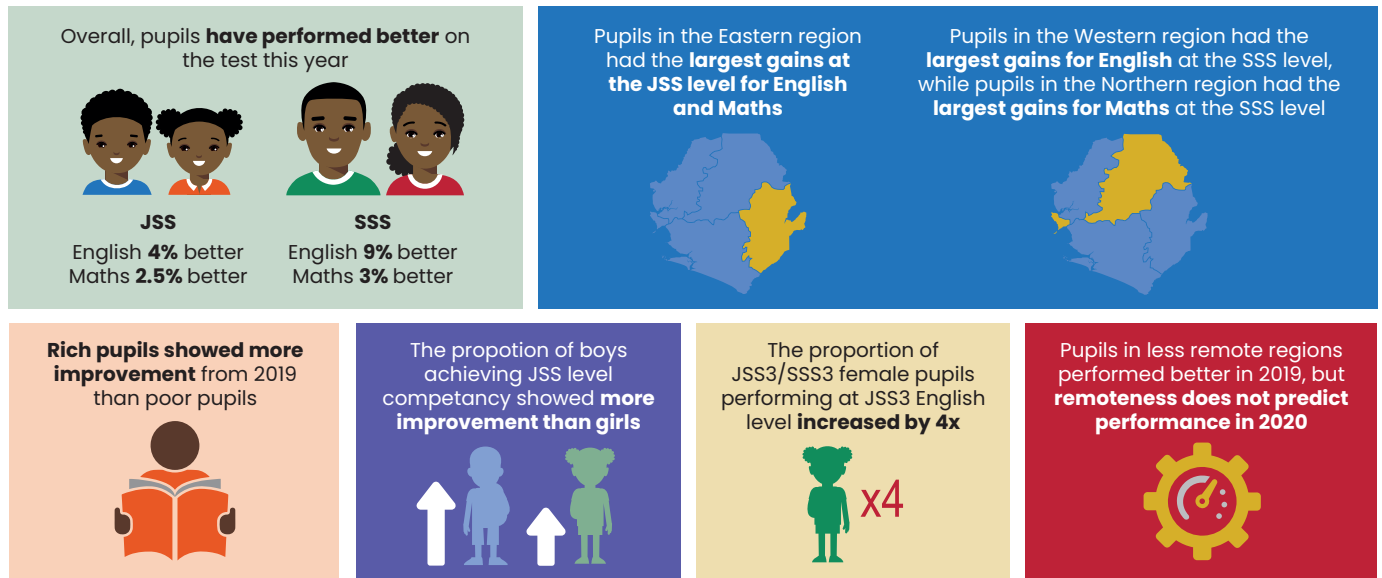 Overall, pupils have performed better on
the test this year
JSS
English 4% better
Maths 2.5% better
SSS
English 9% better
Maths 3% better
Pupils in the Eastern region
had the largest gains at
the JSS level for English
and Maths
Pupils in the Western region had the
largest gains for English at the SSS level,
while pupils in the Northern region had the
largest gains for Maths at the SSS level
Rich pupils showed more
improvement from 2019
than poor pupils
The propotion of boys
achieving JSS level
competancy showed more
improvement than girls
The proportion of
JSS3/SSS3 female pupils
performing at JSS3 English
level increased by 4x
x4
Pupils in less remote regions
performed better in 2019, but
remoteness does not predict
performance in 2020